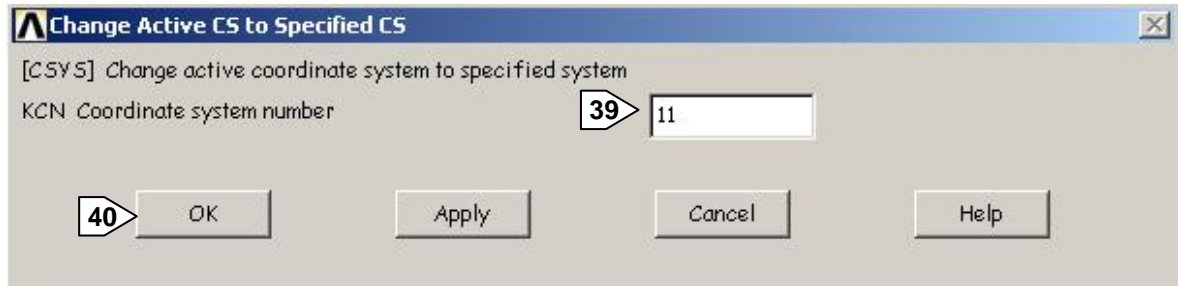 Change Active CS to Specified CS
[CSYS] Change active coordinate system to specified system
KCN Coordinate system number 39 11
40 OK Apply Cancel Help